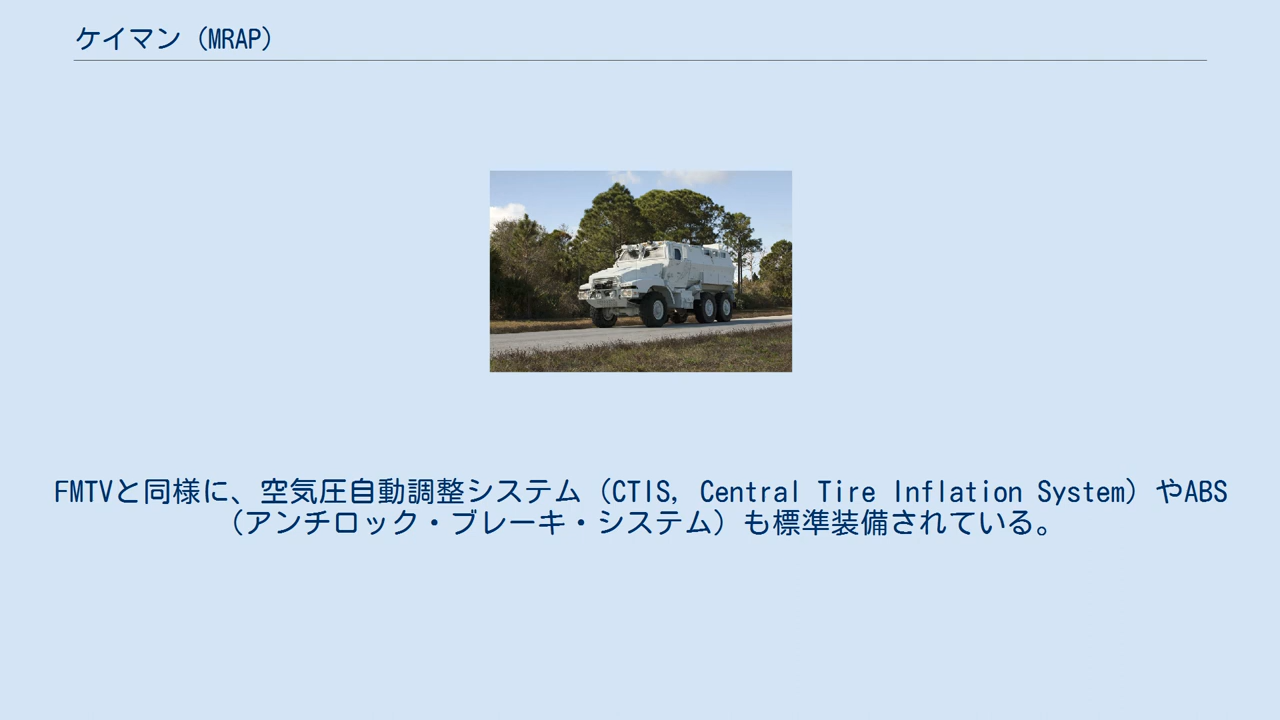 ケイマン（MRAP）
FMTVと同様に、空気圧自動調整システム（CTIS, Central Tire Inflation System）やABS
（アンチロック・ブレーキ・システム）も標準装備されている。